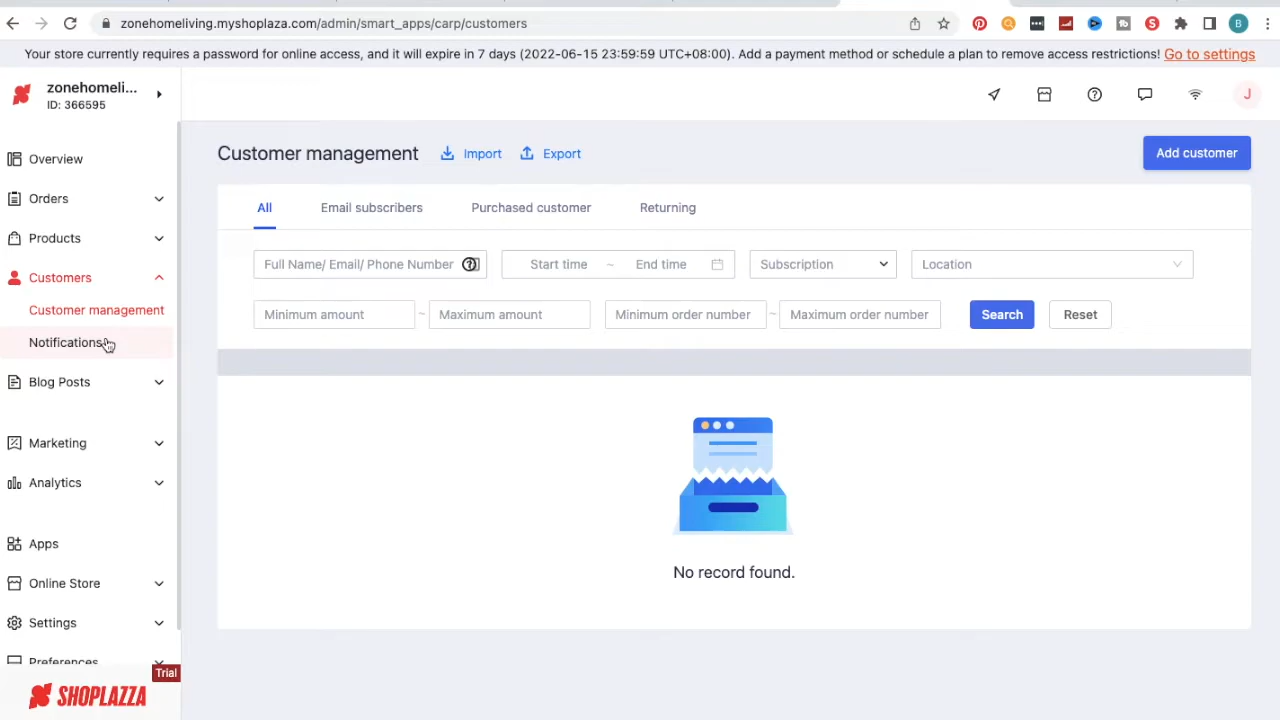 zonehomeliving.myshoplaza.com/admin/smart_apps/carp/customers
B
Your store currently requires a password for online access, and it will expire in 7 days (2022-06-15 23:59:59 UTC+08:00). Add a payment method or schedule a plan to remove access restrictions! Go to settings
zonehomeli...
ID: 366595
J
Overview
Orders
Products
Customers
Customer management
Notifications
Blog Posts
Marketing
Analytics
Apps
Online Store
Settings
Preferences
Trial
SHOPLAZZA
Customer management
Import
Export
Add customer
All
Email subscribers
Purchased customer
Returning
Full Name/ Email/ Phone Number
Start time ~ End time
Subscription
Location
Minimum amount ~ Maximum amount
Minimum order number ~ Maximum order number
Search
Reset
No record found.